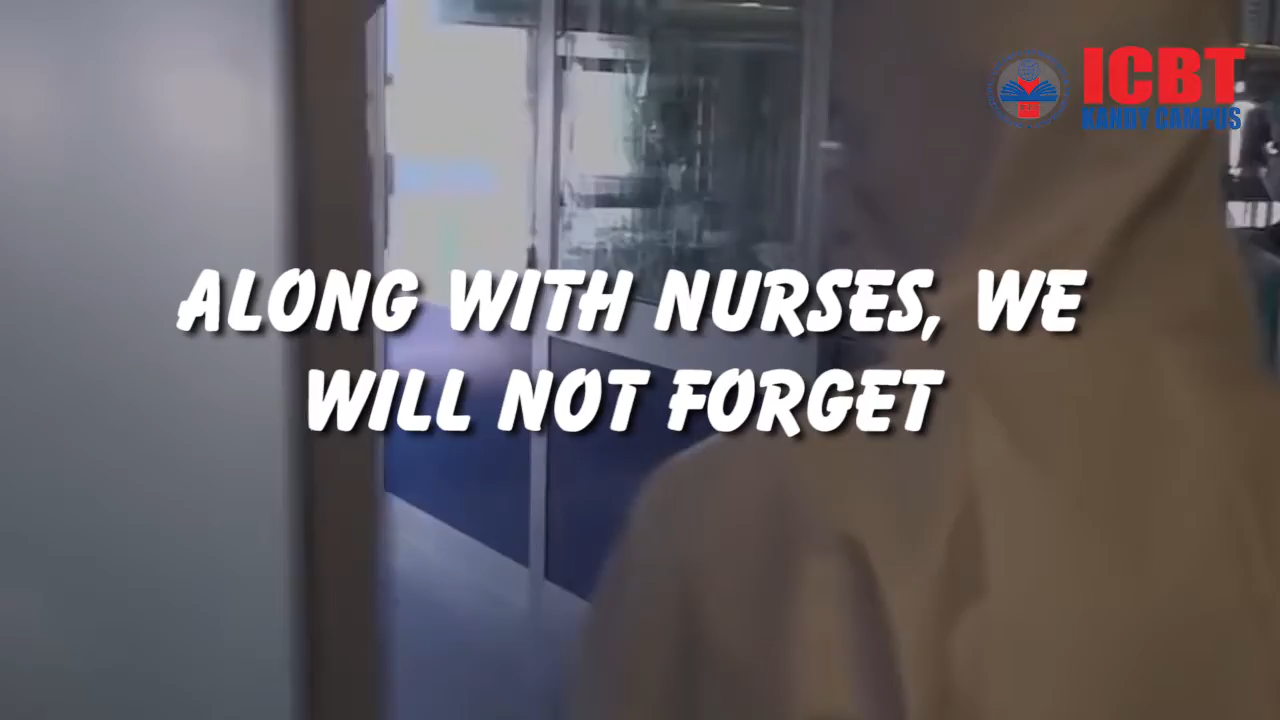 ICBT
KANDY CAMPUS
ALONG WITH NURSES, WE
WILL NOT FORGET